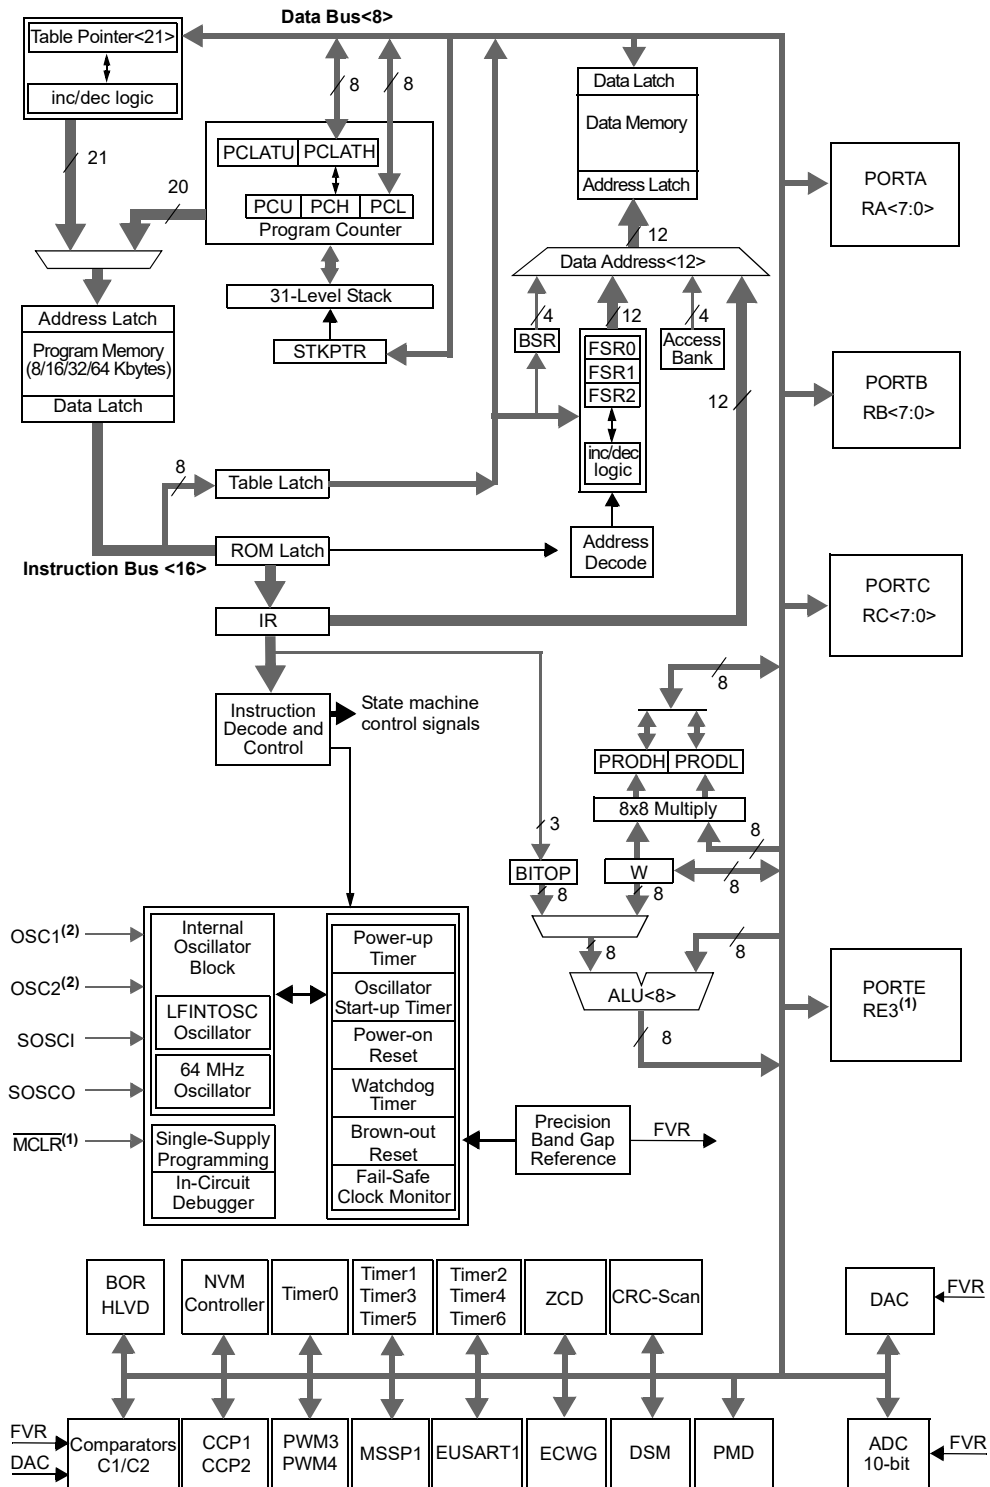 Data Bus<8>
Table Pointer<21>
inc/dec logic
21
20
8
8
PCLATU PCLATH
PCU PCH PCL
Program Counter
31-Level Stack
STKPTR
Data Latch
Data Memory
Address Latch
12
Data Address<12>
4
12
4
BSR
FSR0
FSR1
FSR2
inc/dec
logic
Access
Bank
12
Address Latch
Program Memory
(8/16/32/64 Kbytes)
Data Latch
8
Table Latch
ROM Latch
Instruction Bus <16>
Address
Decode
IR
Instruction
Decode and
Control
State machine
control signals
PORTA
RA<7:0>
PORTB
RB<7:0>
PORTC
RC<7:0>
8
PRODH PRODL
8x8 Multiply
3
8
BITOP
W
8
8
8
8
8
ALU<8>
8
PORTE
RE3(1)
OSC1(2)
OSC2(2)
SOSCI
SOSCO
MCLR(1)
Internal
Oscillator
Block
LFINTOSC
Oscillator
64 MHz
Oscillator
Single-Supply
Programming
In-Circuit
Debugger
Power-up
Timer
Oscillator
Start-up Timer
Power-on
Reset
Watchdog
Timer
Brown-out
Reset
Fail-Safe
Clock Monitor
Precision
Band Gap
Reference
FVR
BOR
HLVD
NVM
Controller
Timer0
Timer1
Timer3
Timer5
Timer2
Timer4
Timer6
ZCD
CRC-Scan
DAC
FVR
FVR
DAC
Comparators
C1/C2
CCP1
CCP2
PWM3
PWM4
MSSP1
EUSART1
ECWG
DSM
PMD
ADC
10-bit
FVR